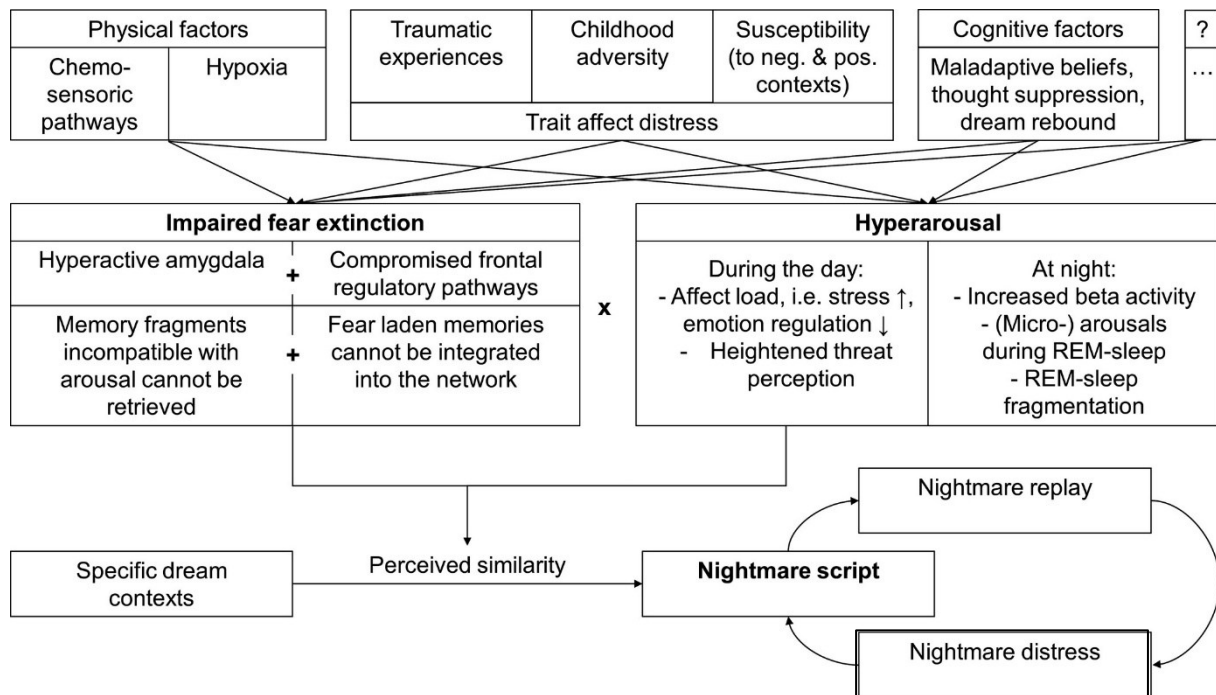 Physical factors
Chemo-
sensoric
pathways
Hypoxia
Traumatic
experiences
Childhood
adversity
Susceptibility
(to neg. & pos.
contexts)
Trait affect distress
Cognitive factors
Maladaptive beliefs,
thought suppression,
dream rebound
?
…
Impaired fear extinction
Hyperactive amygdala
+
Compromised frontal
regulatory pathways
Memory fragments
incompatible with
arousal cannot be
retrieved
+
Fear laden memories
cannot be integrated
into the network
x
Hyperarousal
During the day:
- Affect load, i.e. stress ↑,
emotion regulation ↓
- Heightened threat
perception
At night:
- Increased beta activity
- (Micro-) arousals
during REM-sleep
- REM-sleep
fragmentation
Specific dream
contexts
Perceived similarity
Nightmare script
Nightmare replay
Nightmare distress